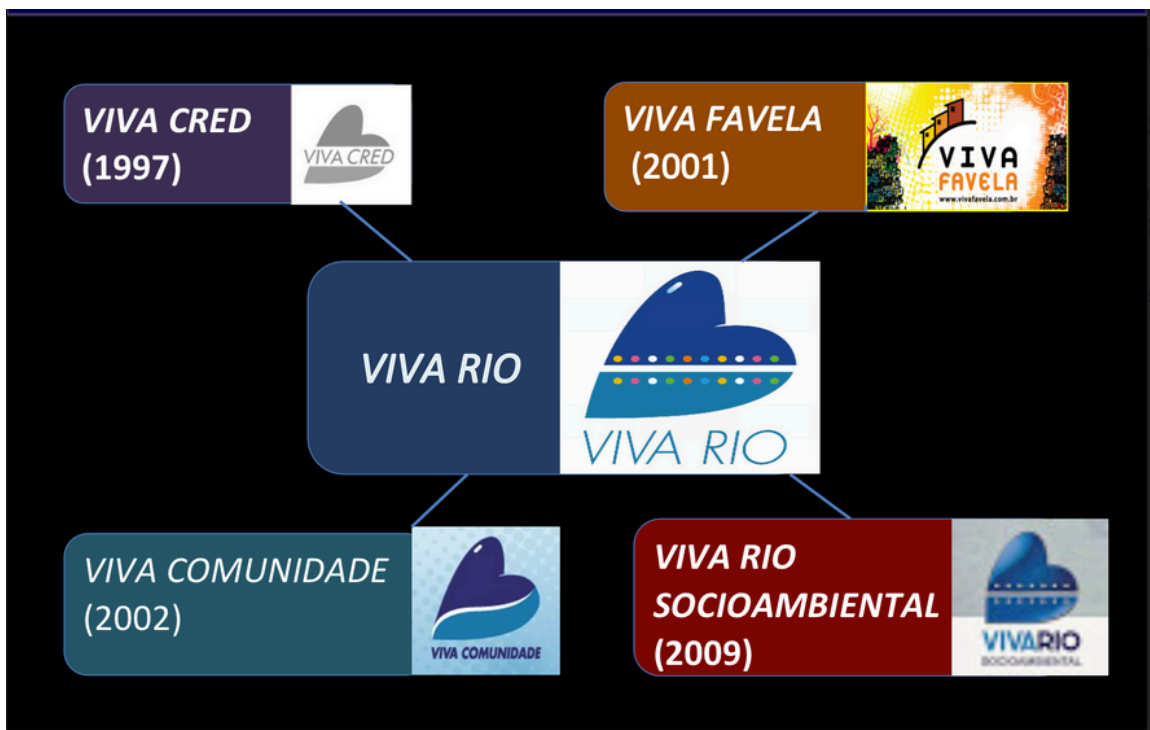 VIVA CRED
(1997)
VIVA CRED
VIVA FAVELA
(2001)
VIVA
FAVELA
www.vivafavela.com.br
VIVA RIO
VIVA RIO
VIVA COMUNIDADE
(2002)
VIVA COMUNIDADE
VIVA RIO
SOCIOAMBIENTAL
(2009)
VIVARIO
SOCIOAMBIENTAL